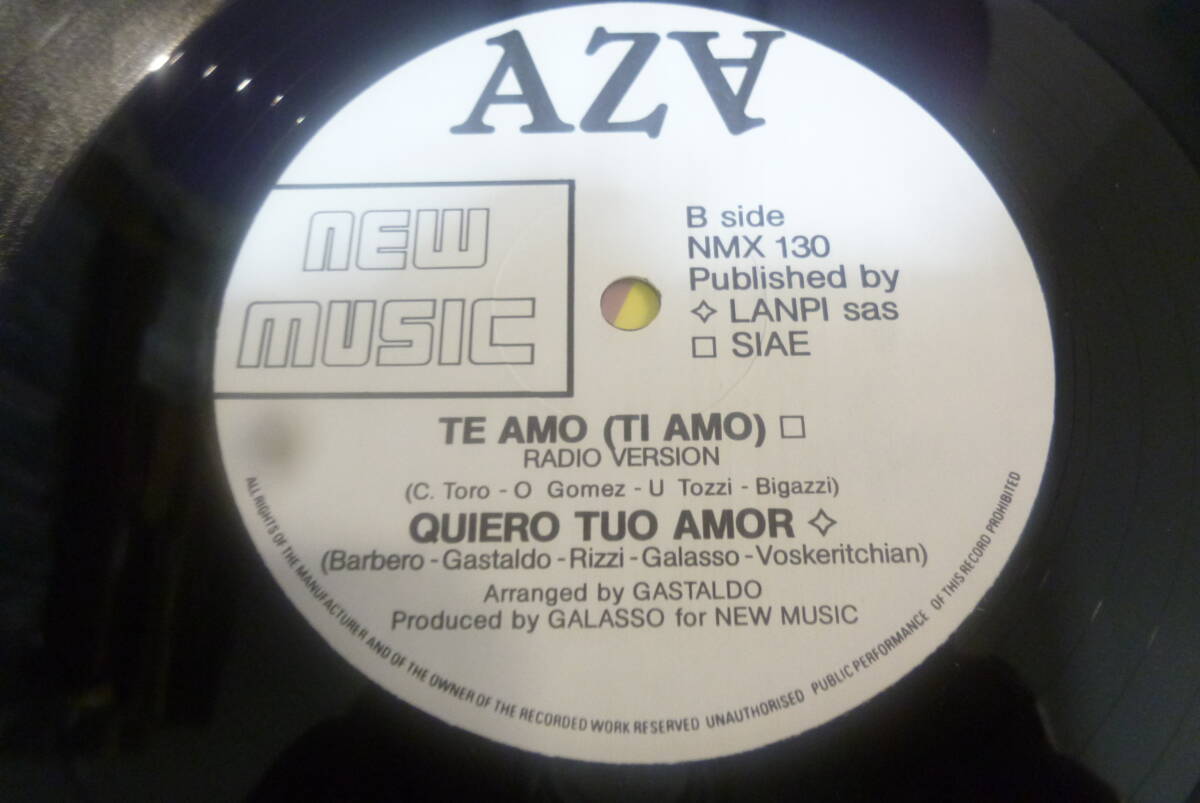 AZA
NEW
MUSIC
B side
NMX 130
Published by
✧ LANPI sas
□ SIAE
TE AMO (TI AMO) □
RADIO VERSION
(C. Toro - O Gomez - U Tozzi - Bigazzi)
QUIERO TUO AMOR ✧
(Barbero - Gastaldo - Rizzi - Galasso - Voskeritchian)
Arranged by GASTALDO
Produced by GALASSO for NEW MUSIC
ALL RIGHTS OF THE MANUFACTURER AND OF THE OWNER OF THE RECORDED WORK RESERVED UNAUTHORISED PUBLIC PERFORMANCE OF THIS RECORD PROHIBITED